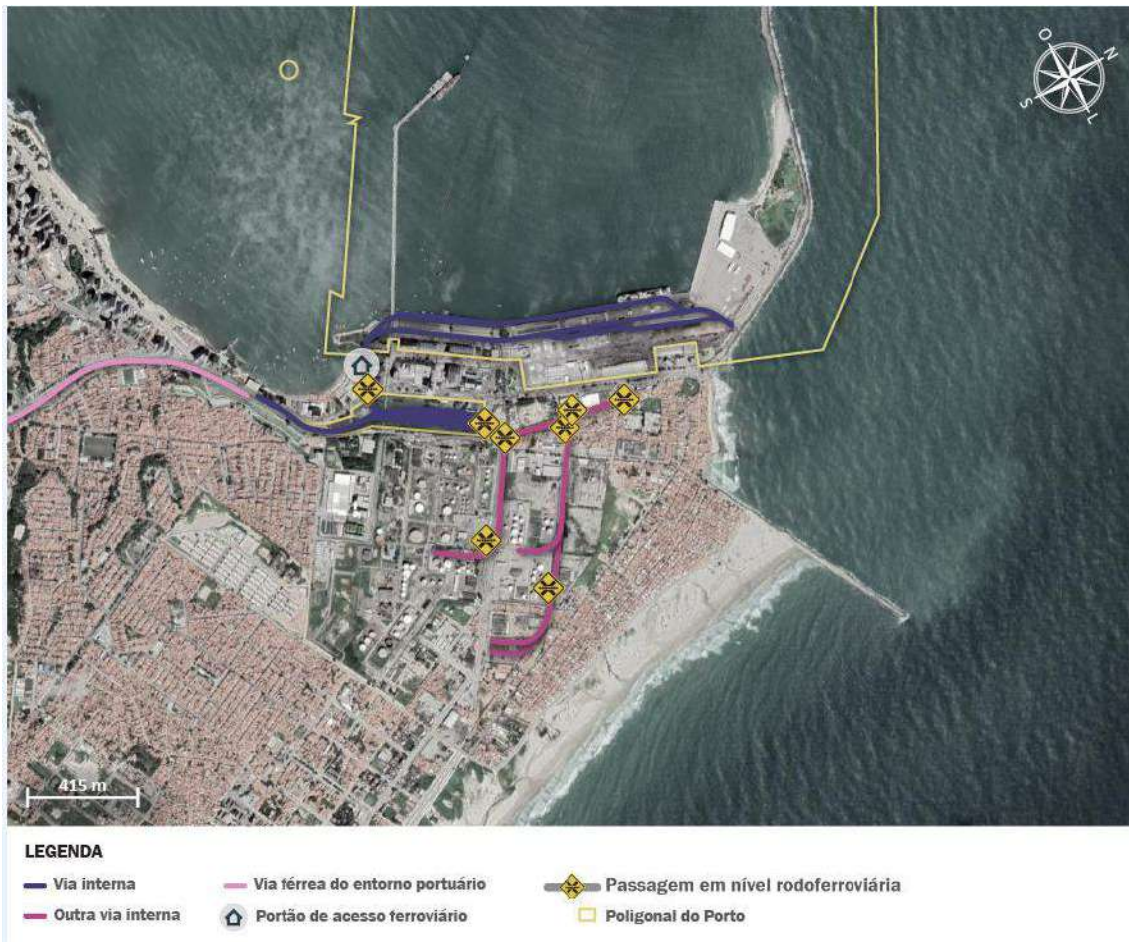 O
N
S
L
415 m
LEGENDA
Via interna
Via férrea do entorno portuário
Passagem em nível rodoferroviária
Outra via interna
Portão de acesso ferroviário
Poligonal do Porto